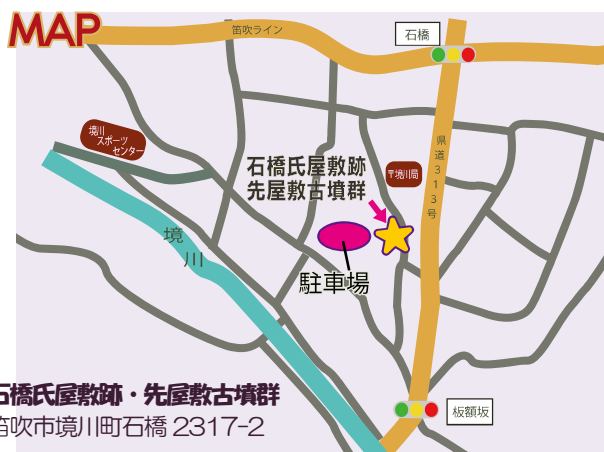 MAP
笛吹ライン
石橋
境川
スポーツ
センター
県道313号
石橋氏屋敷跡
先屋敷古墳群
〒境川局
境川
駐車場
石橋氏屋敷跡・先屋敷古墳群
笛吹市境川町石橋 2317-2
板額坂